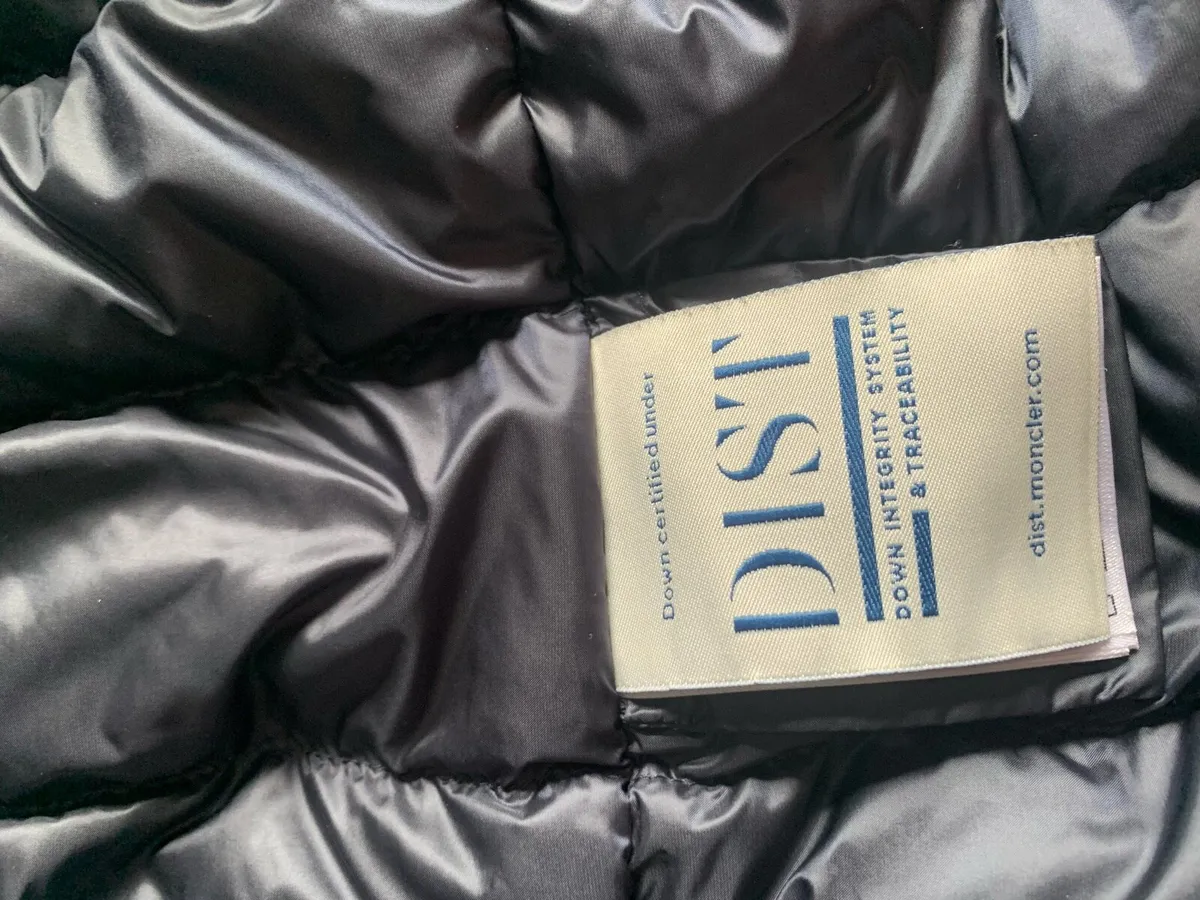 Down certified under
DIST
DOWN INTEGRITY SYSTEM
& TRACEABILITY
dist.moncler.com